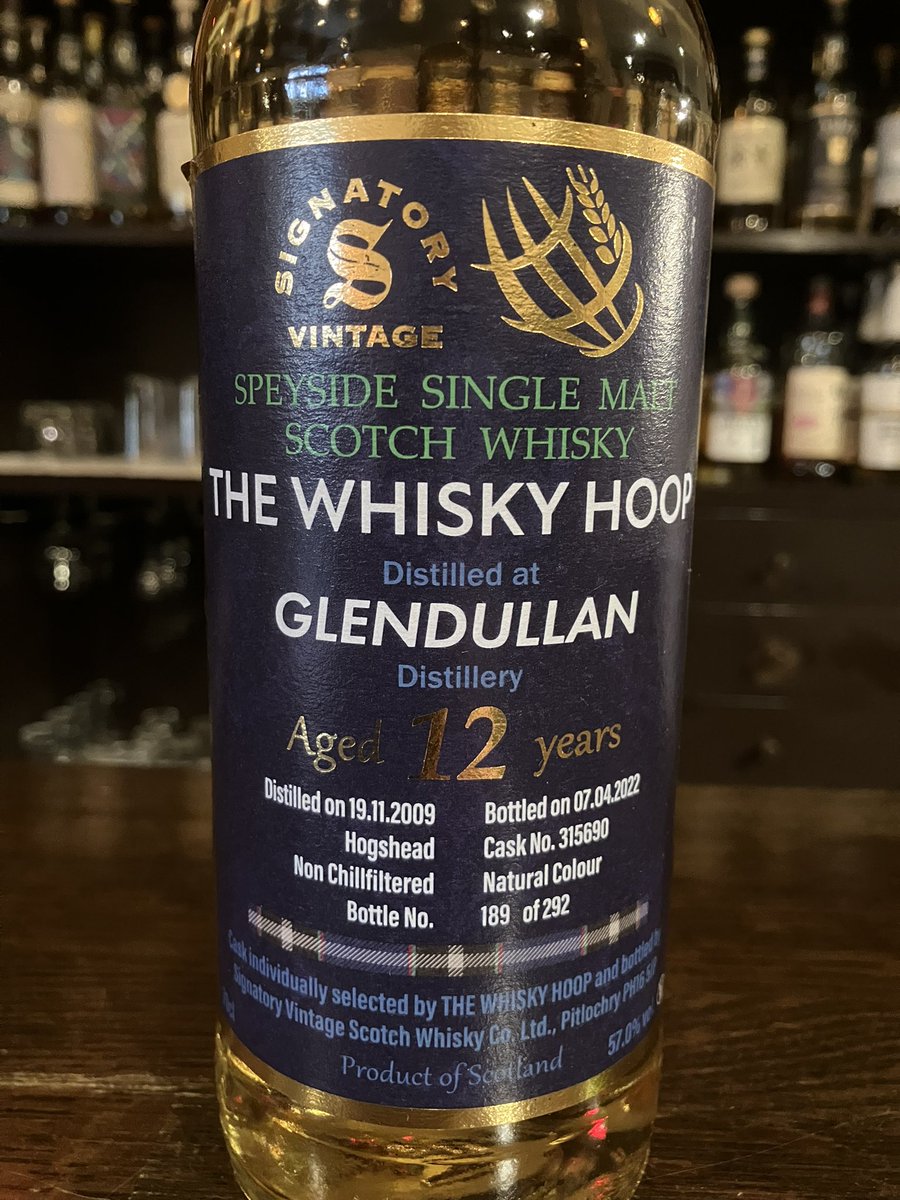 SIGNATORY
S
VINTAGE
SPEYSIDE SINGLE MALT
SCOTCH WHISKY
THE WHISKY HOOP
Distilled at
GLENDULLAN
Distillery
Aged 12 years
Distilled on 19.11.2009 Bottled on 07.04.2022
Hogshead Cask No. 315690
Non Chillfiltered Natural Colour
Bottle No. 189 of 292
Cask individually selected by THE WHISKY HOOP and bottled by
Signatory Vintage Scotch Whisky Co. Ltd., Pitlochry PH16
57.0%
Product of Scotland